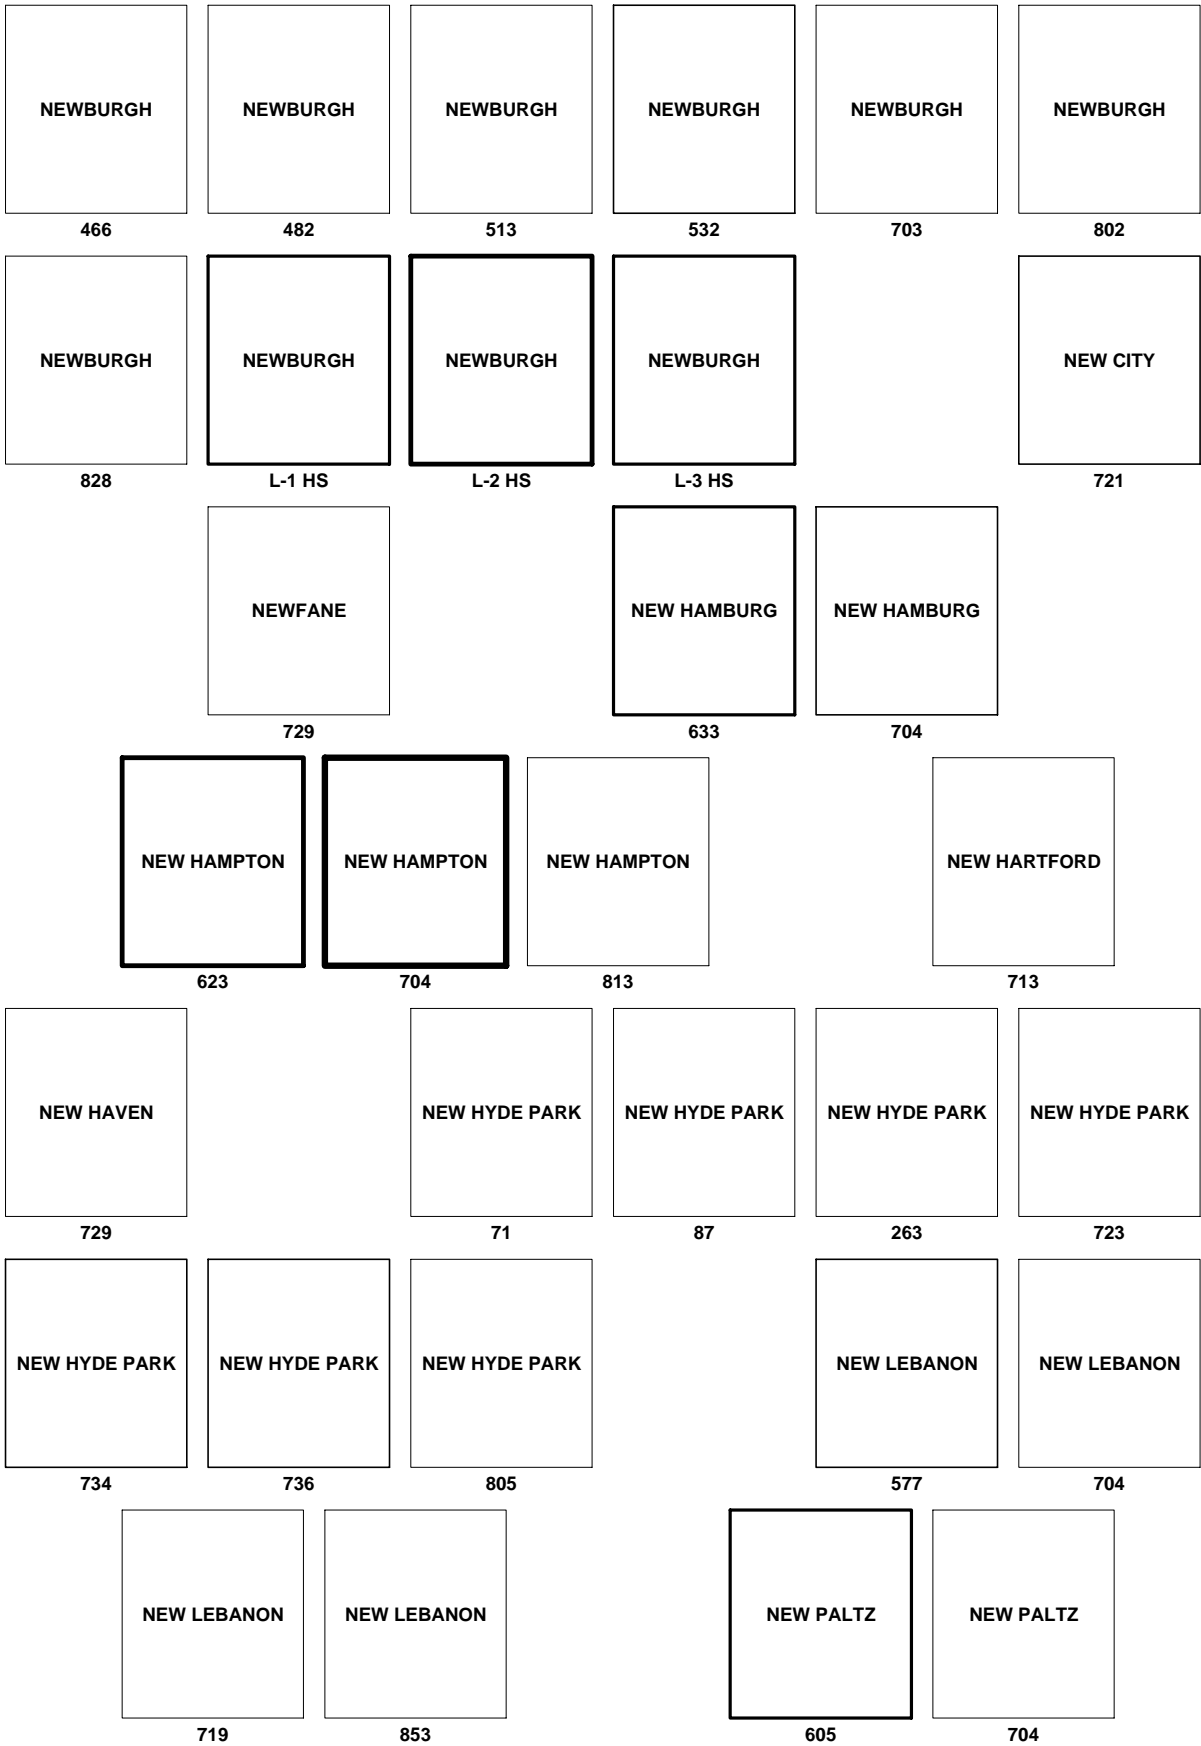 NEWBURGH NEWBURGH NEWBURGH NEWBURGH NEWBURGH NEWBURGH
466 482 513 532 703 802
NEWBURGH NEWBURGH NEWBURGH NEWBURGH NEW CITY
828 L-1 HS L-2 HS L-3 HS 721
NEWFANE NEW HAMBURG NEW HAMBURG
729 633 704
NEW HAMPTON NEW HAMPTON NEW HAMPTON NEW HARTFORD
623 704 813 713
NEW HAVEN NEW HYDE PARK NEW HYDE PARK NEW HYDE PARK NEW HYDE PARK
729 71 87 263 723
NEW HYDE PARK NEW HYDE PARK NEW HYDE PARK NEW LEBANON NEW LEBANON
734 736 805 577 704
NEW LEBANON NEW LEBANON NEW PALTZ NEW PALTZ
719 853 605 704